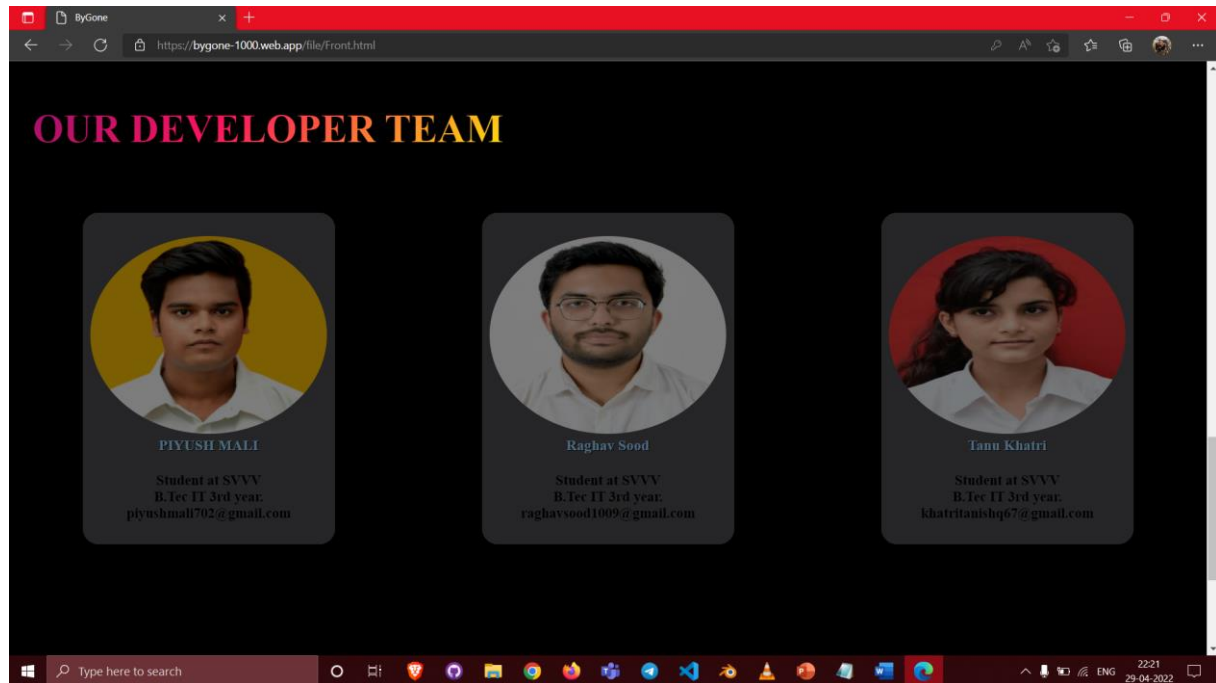 ByGone
https://bygone-1000.web.app/file/Front.html
OUR DEVELOPER TEAM
PIYUSH MALI
Student at SVVV
B.Tec IT 3rd year.
piyushmali702@gmail.com
Raghav Sood
Student at SVVV
B.Tec IT 3rd year.
raghavsood1009@gmail.com
Tanu Khatri
Student at SVVV
B.Tec IT 3rd year.
khatritanishq67@gmail.com
Type here to search
ENG
22:21
29-04-2022